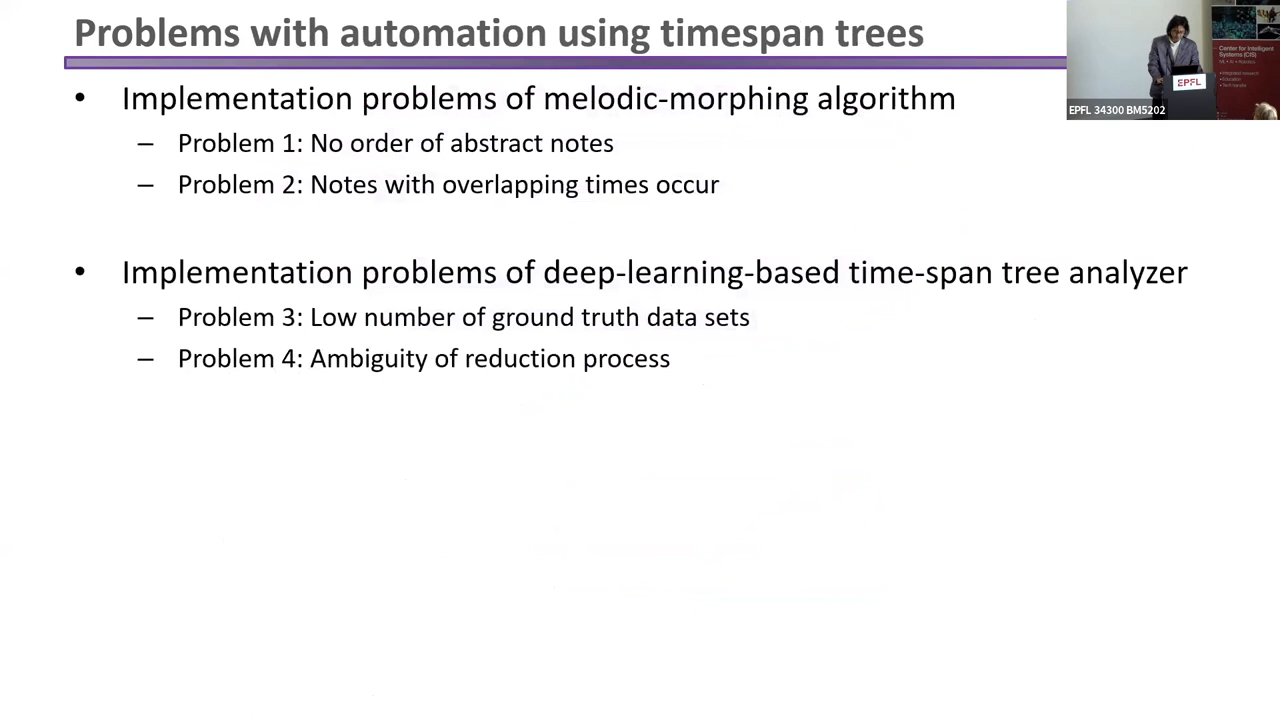 Problems with automation using timespan trees
• Implementation problems of melodic-morphing algorithm
– Problem 1: No order of abstract notes
– Problem 2: Notes with overlapping times occur
• Implementation problems of deep-learning-based time-span tree analyzer
– Problem 3: Low number of ground truth data sets
– Problem 4: Ambiguity of reduction process
EPFL
EPFL 34300 BM5202
Center for Intelligent
Systems (CIS)